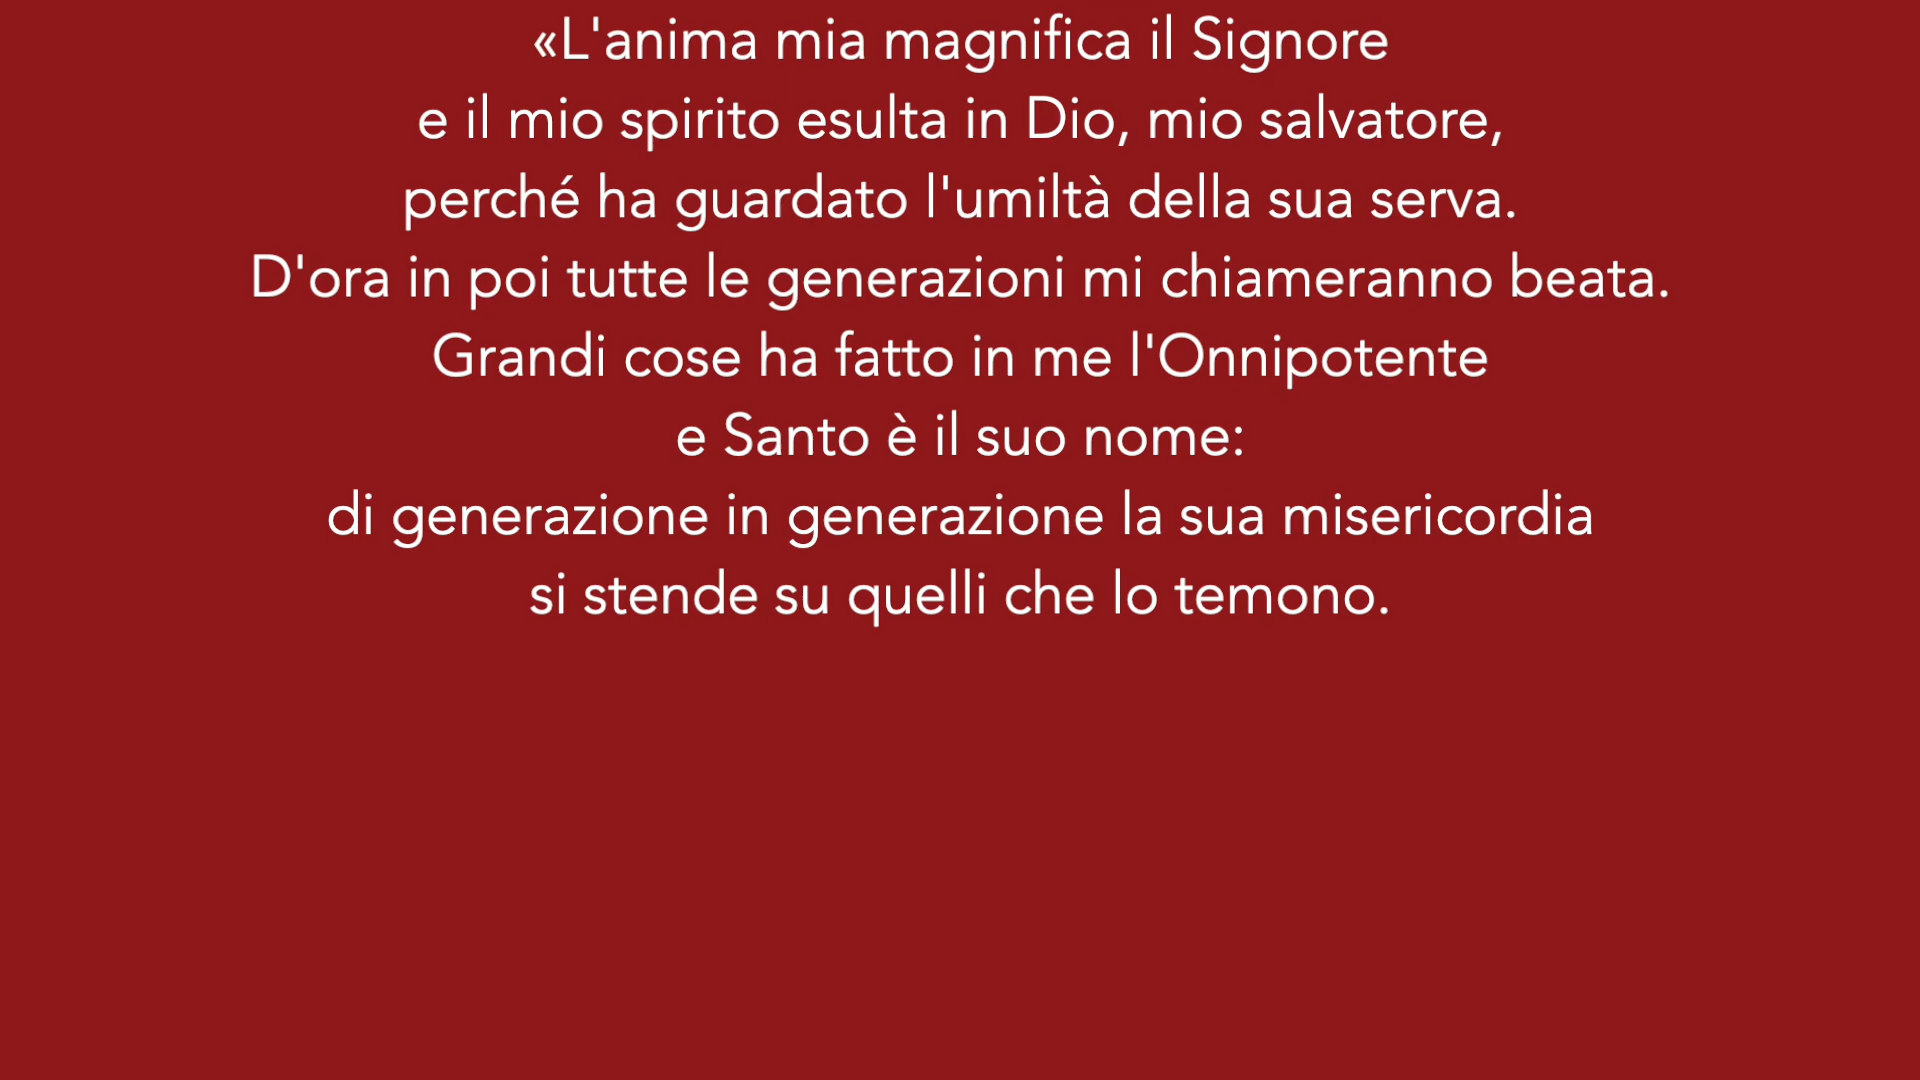 «L'anima mia magnifica il Signore
e il mio spirito esulta in Dio, mio salvatore,
perché ha guardato l'umiltà della sua serva.
D'ora in poi tutte le generazioni mi chiameranno beata.
Grandi cose ha fatto in me l'Onnipotente
e Santo è il suo nome:
di generazione in generazione la sua misericordia
si stende su quelli che lo temono.